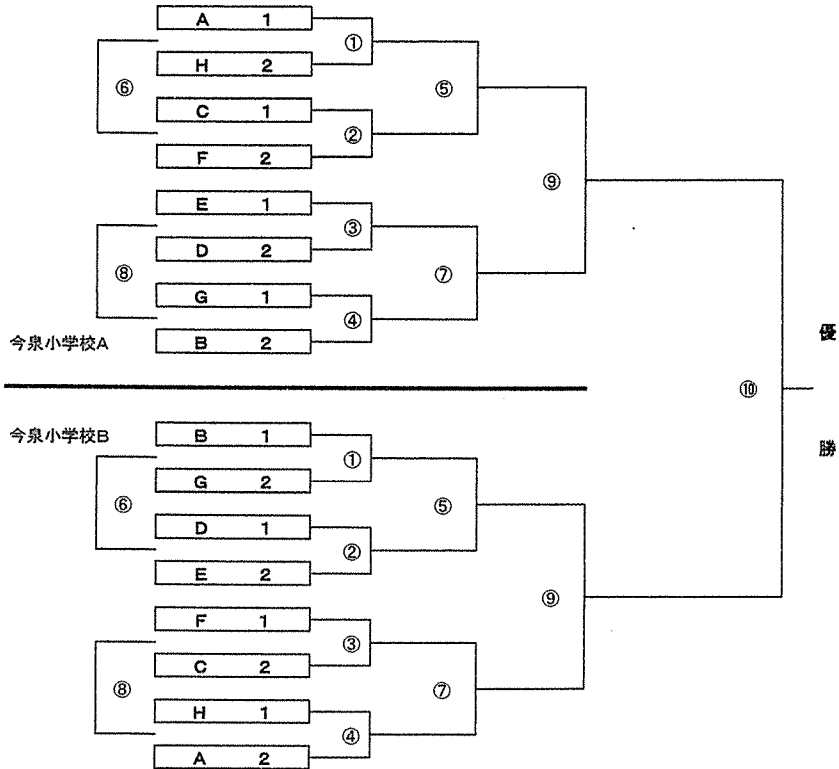 A 1
①
H 2
⑥
⑤
C 1
②
F 2
⑨
E 1
③
D 2
⑧
⑦
G 1
④
B 2
今泉小学校A
優
⑩
今泉小学校B
勝
B 1
①
G 2
⑥
⑤
D 1
②
E 2
⑨
F 1
③
C 2
⑧
⑦
H 1
④
A 2